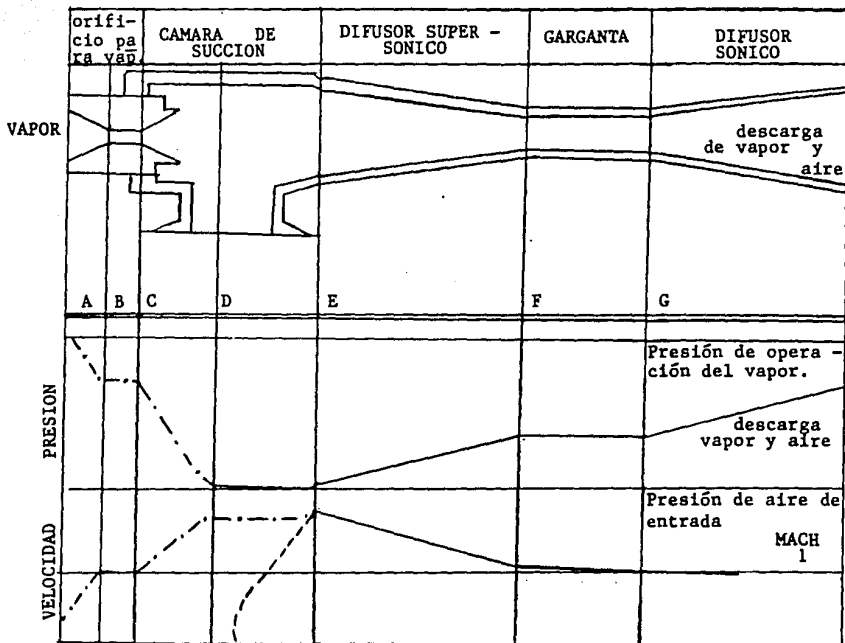 orifi-
cio pa
ra vap.
CAMARA DE
SUCCION
DIFUSOR SUPER -
SONICO
GARGANTA
DIFUSOR
SONICO
VAPOR
descarga
de vapor y
aire
A B C D E F G
PRESION
Presión de opera -
ción del vapor.
descarga
vapor y aire
VELOCIDAD
Presión de aire de
entrada
MACH
1